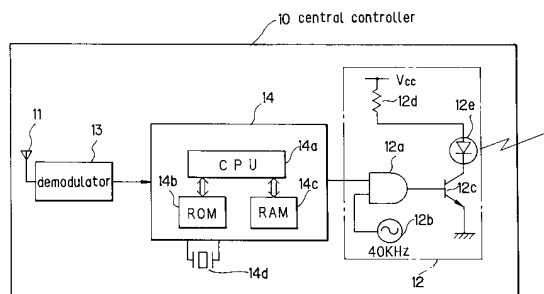 10 central controller
11
13
demodulator
14
CPU
14a
14b
ROM
14c
RAM
14d
Vcc
12d
12e
12a
12c
12b
40KHz
12